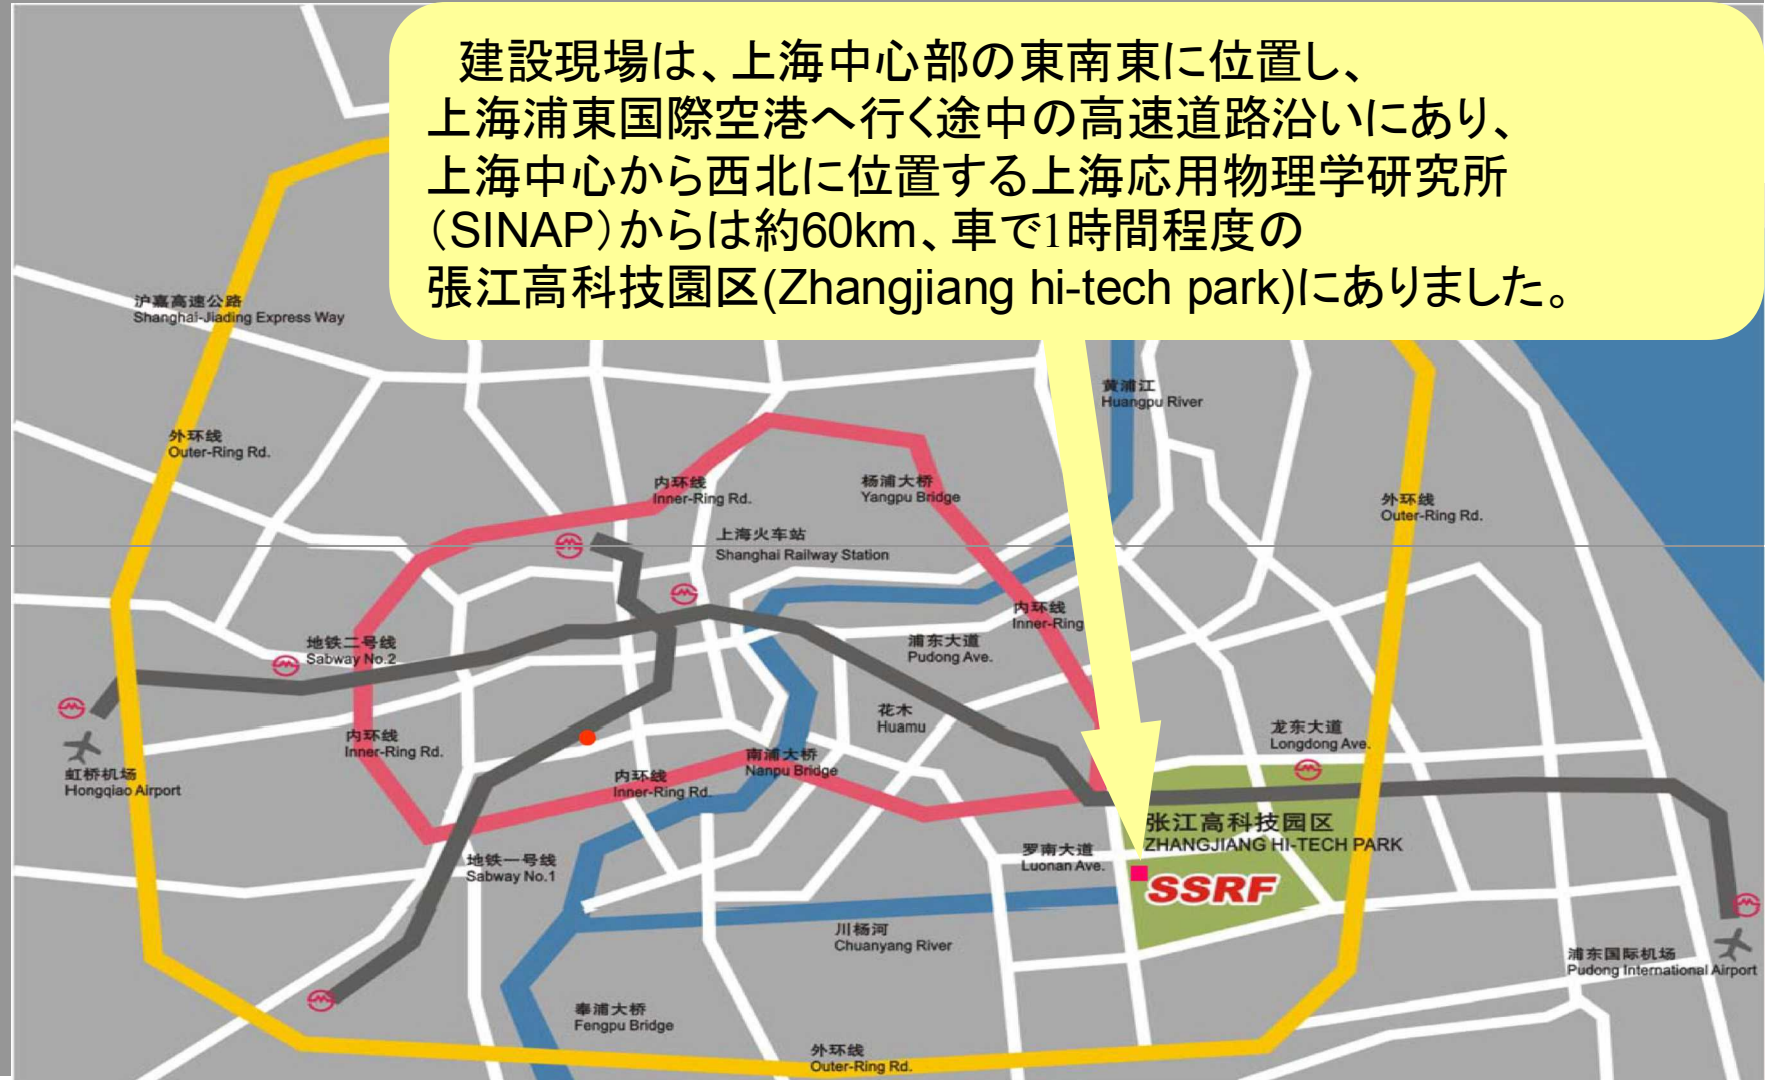 建設現場は、上海中心部の東南東に位置し、
上海浦東国際空港へ行く途中の高速道路沿いにあり、
上海中心から西北に位置する上海応用物理学研究所
（SINAP）からは約60km、車で1時間程度の
張江高科技園区(Zhangjiang hi-tech park)にありました。
沪嘉高速公路
Shanghai-Jiading Express Way
黄浦江
Huangpu River
外环线
Outer-Ring Rd.
内环线
Inner-Ring Rd.
杨浦大桥
Yangpu Bridge
外环线
Outer-Ring Rd.
上海火车站
Shanghai Railway Station
内环线
Inner-Ring
地铁二号线
Sabway No.2
浦东大道
Pudong Ave.
花木
Huamu
内环线
Inner-Ring Rd.
龙东大道
Longdong Ave.
南浦大桥
Nanpu Bridge
虹桥机场
Hongqiao Airport
内环线
Inner-Ring Rd.
张江高科技园区
ZHANGJIANG HI-TECH PARK
罗南大道
Luonan Ave.
地铁一号线
Sabway No.1
SSRF
川杨河
Chuanyang River
浦东国际机场
Pudong International Airport
奉浦大桥
Fengpu Bridge
外环线
Outer-Ring Rd.